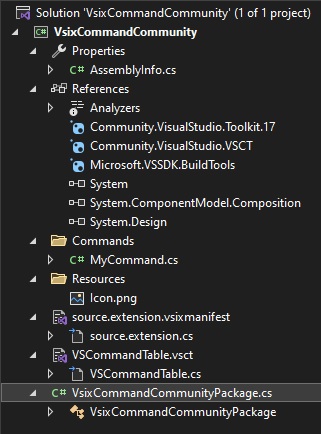 Solution 'VsixCommandCommunity' (1 of 1 project)
C# VsixCommandCommunity
Properties
C# AssemblyInfo.cs
References
Analyzers
Community.VisualStudio.Toolkit.17
Community.VisualStudio.VSCT
Microsoft.VSSDK.BuildTools
System
System.ComponentModel.Composition
System.Design
Commands
C# MyCommand.cs
Resources
Icon.png
source.extension.vsixmanifest
source.extension.cs
VSCommandTable.vsct
VSCommandTable.cs
C# VsixCommandCommunityPackage.cs
VsixCommandCommunityPackage